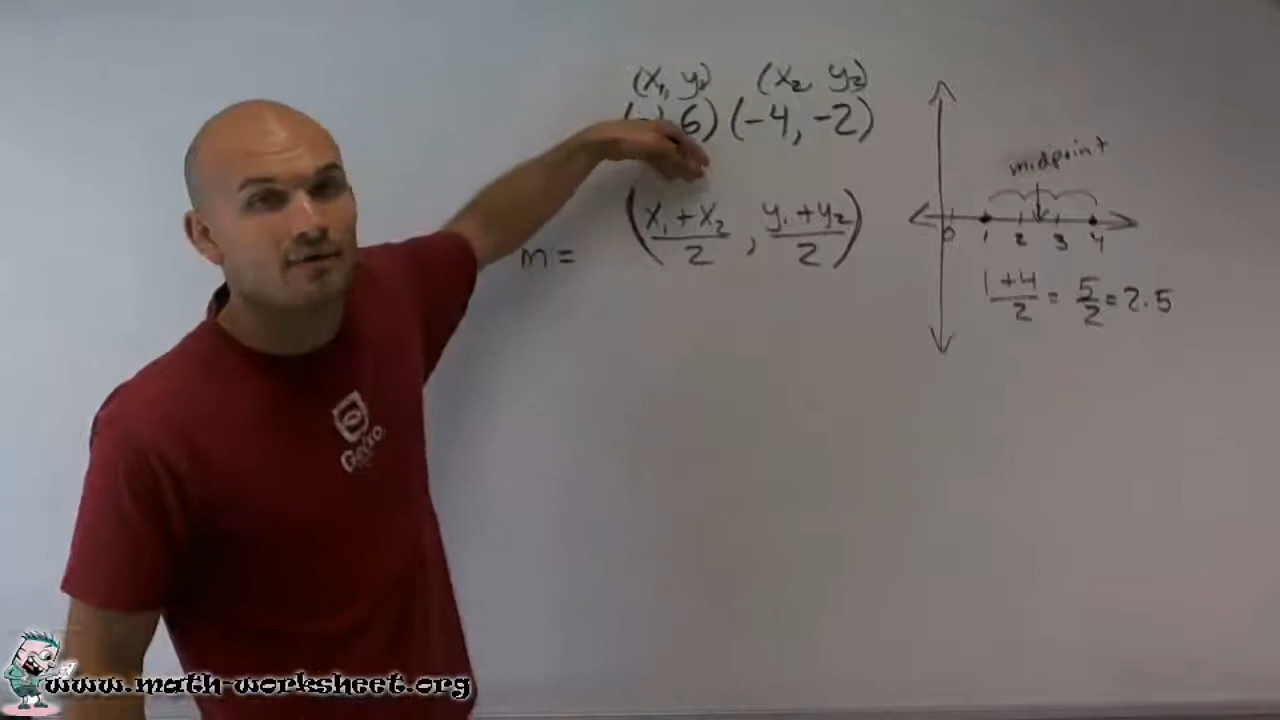 (x₁, y₁) (x₂ y₂)
6) (-4, -2)
m = (x₁ + x₂ / 2 , y₁ + y₂ / 2)
midpoint
0 1 2 3 4
1+4 / 2 = 5/2 = 2.5
www.math-worksheet.org